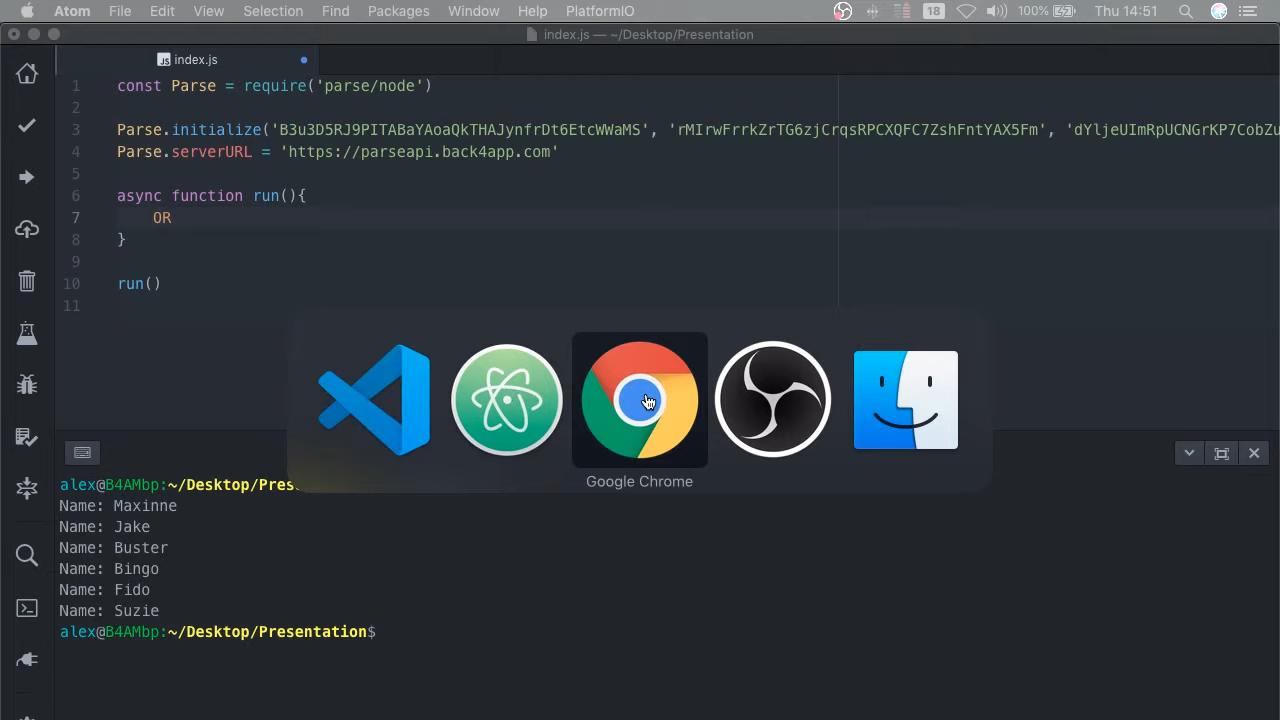 Atom File Edit View Selection Find Packages Window Help PlatformIO 18 100% Thu 14:51
index.js — ~/Desktop/Presentation
JS index.js
1 const Parse = require('parse/node')
2
3 Parse.initialize('B3u3D5RJ9PITABaYAoaQkTHAJynfrDt6EtcWWaMS', 'rMIrwFrrkZrTG6zjCrqsRPCXQFC7ZshFntYAX5Fm', 'dYljeUImRpUCNGrKP7CobZu
4 Parse.serverURL = 'https://parseapi.back4app.com'
5
6 async function run(){
7 OR
8 }
9
10 run()
11
Google Chrome
alex@B4AMbp:~/Desktop/Pres
Name: Maxinne
Name: Jake
Name: Buster
Name: Bingo
Name: Fido
Name: Suzie
alex@B4AMbp:~/Desktop/Presentation$